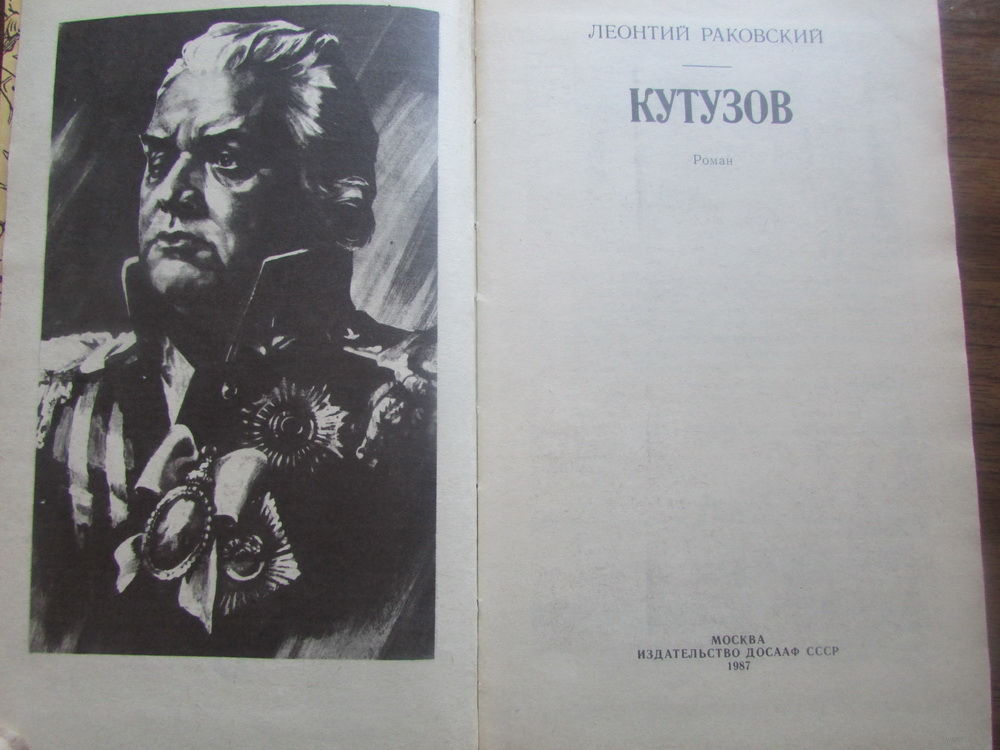 ЛЕОНТИЙ РАКОВСКИЙ
КУТУЗОВ
Роман
МОСКВА
ИЗДАТЕЛЬСТВО ДОСААФ СССР
1987